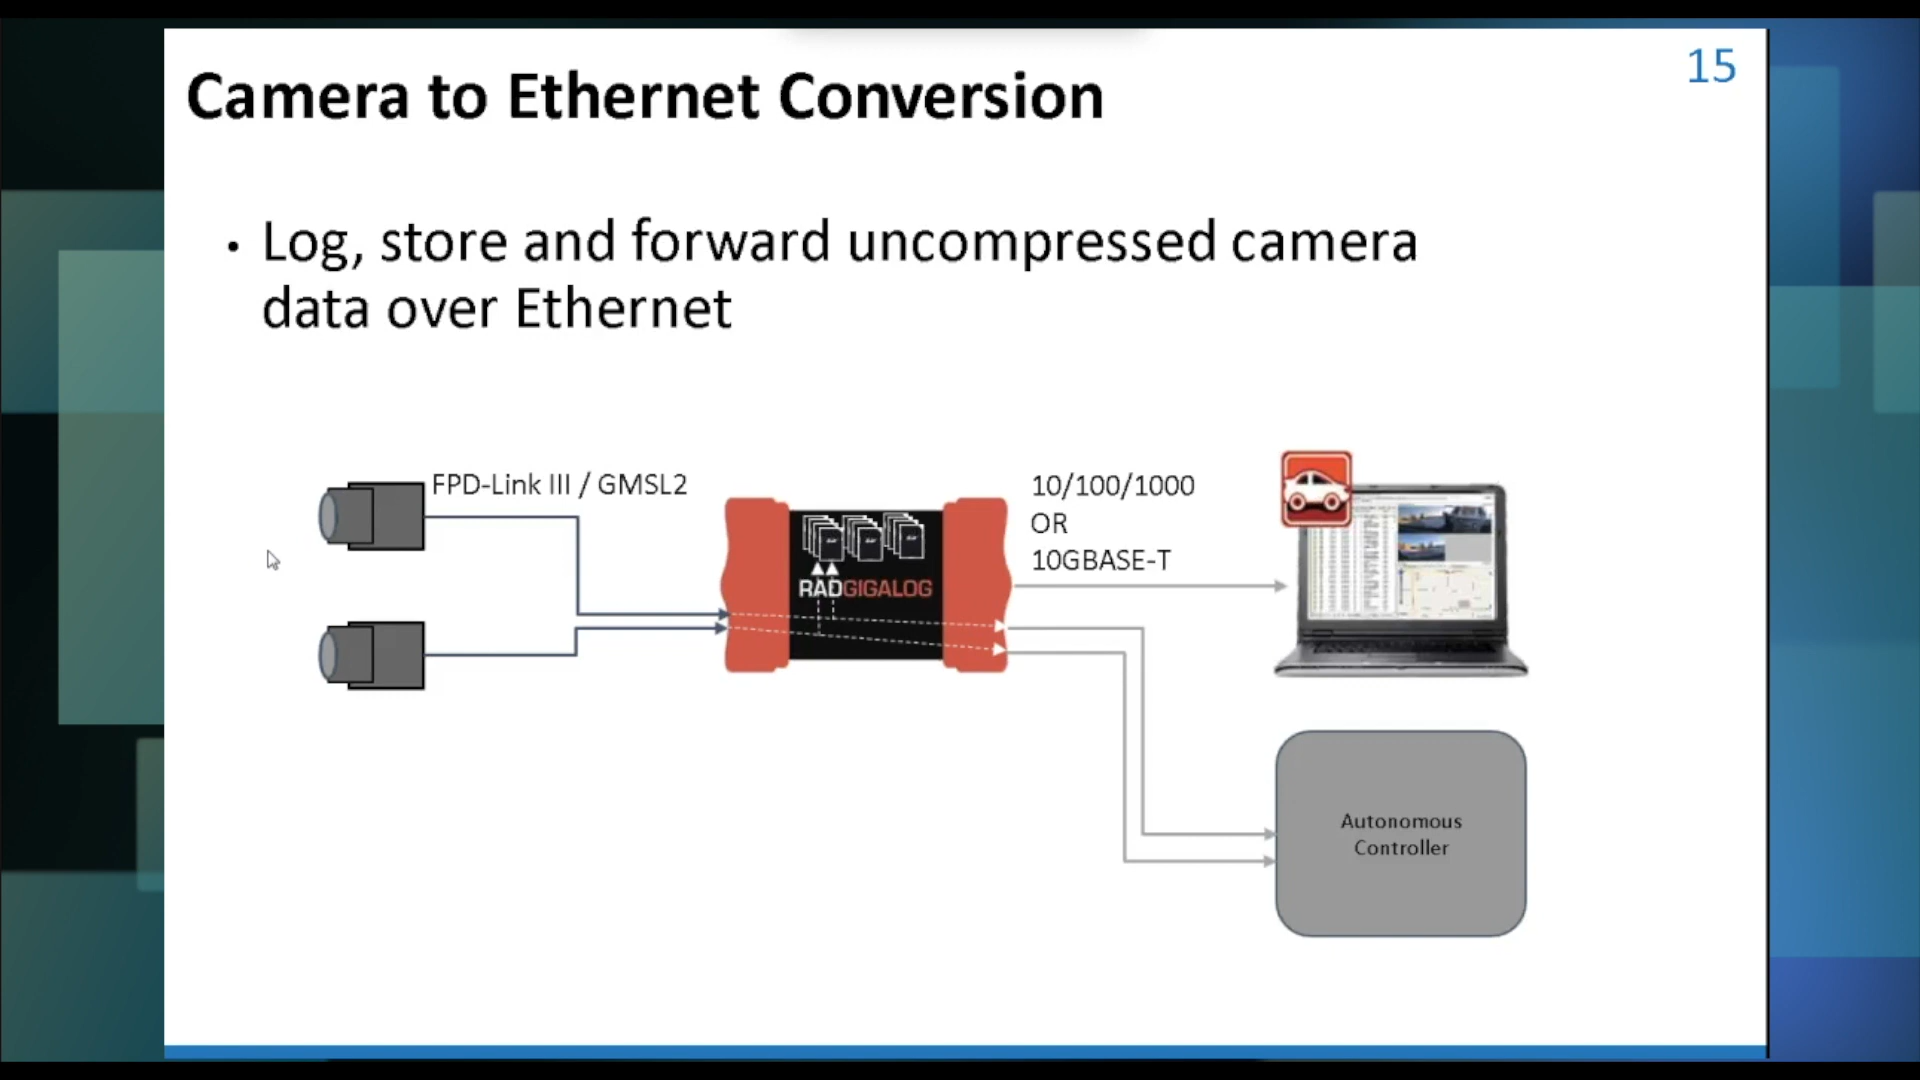 15
Camera to Ethernet Conversion
• Log, store and forward uncompressed camera
data over Ethernet
FPD-Link III / GMSL2
10/100/1000
OR
10GBASE-T
RADGIGALOG
Autonomous
Controller